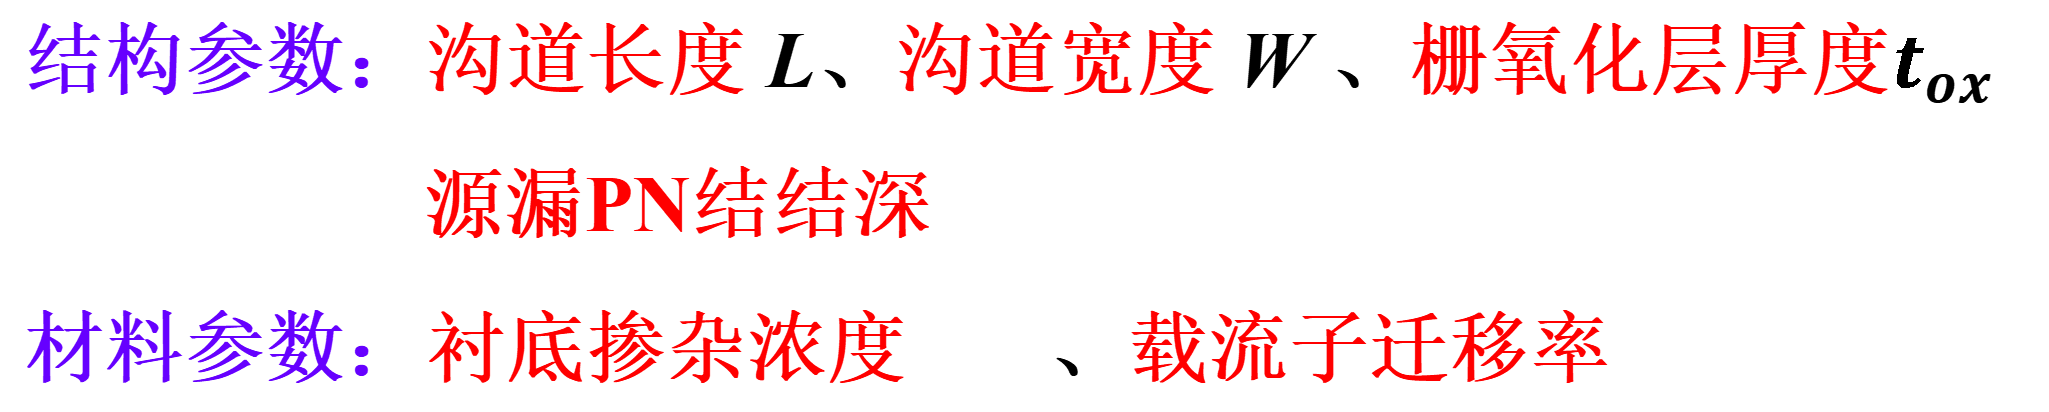 结构参数：沟道长度 L、沟道宽度 W 、栅氧化层厚度t_ox
源漏PN结结深
材料参数：衬底掺杂浓度 、载流子迁移率